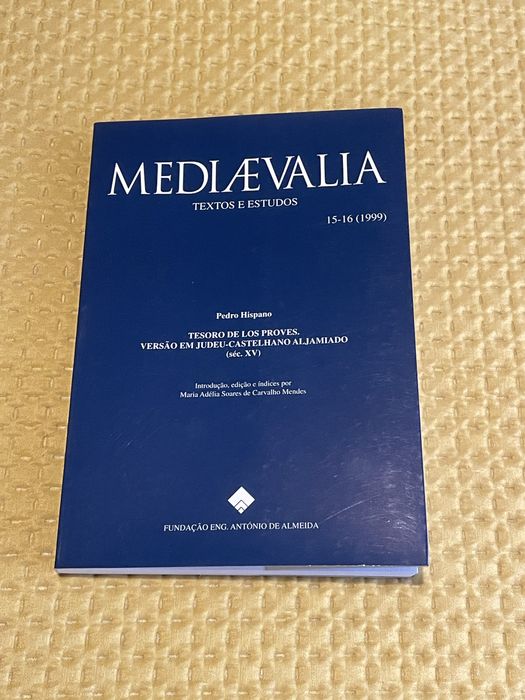 MEDIÆVALIA
TEXTOS E ESTUDOS
15-16 (1999)
Pedro Hispano
TESORO DE LOS PROVES.
VERSÃO EM JUDEU-CASTELHANO ALJAMIADO
(séc. XV)
Introdução, edição e índices por
Maria Adélia Soares de Carvalho Mendes
FUNDAÇÃO ENG. ANTÓNIO DE ALMEIDA